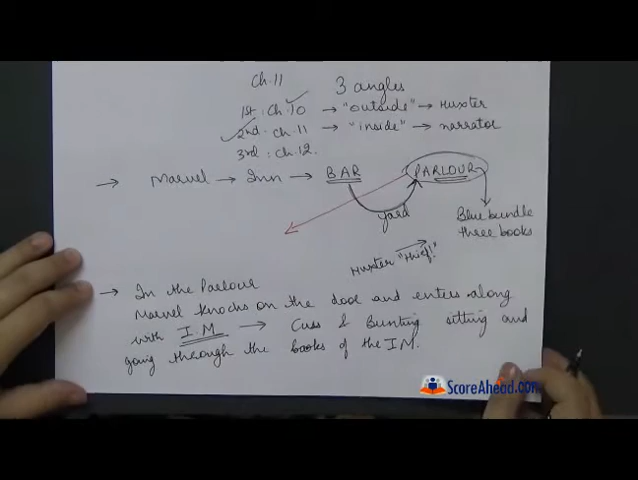 Ch.11
3 angles
1st : Ch.10 → "outside" → Huxter
2nd - Ch.11 → "inside" → narrator
3rd : Ch.12.
→ Marvel → Inn → BAR PARLOUR
yard
Blue bundle
three books
Huxter "thief!"
→ In the Parlour
Marvel knocks on the door and enters along
with I.M → Cuss & Bunting sitting and
going through the books of the IM.
ScoreAhead.com